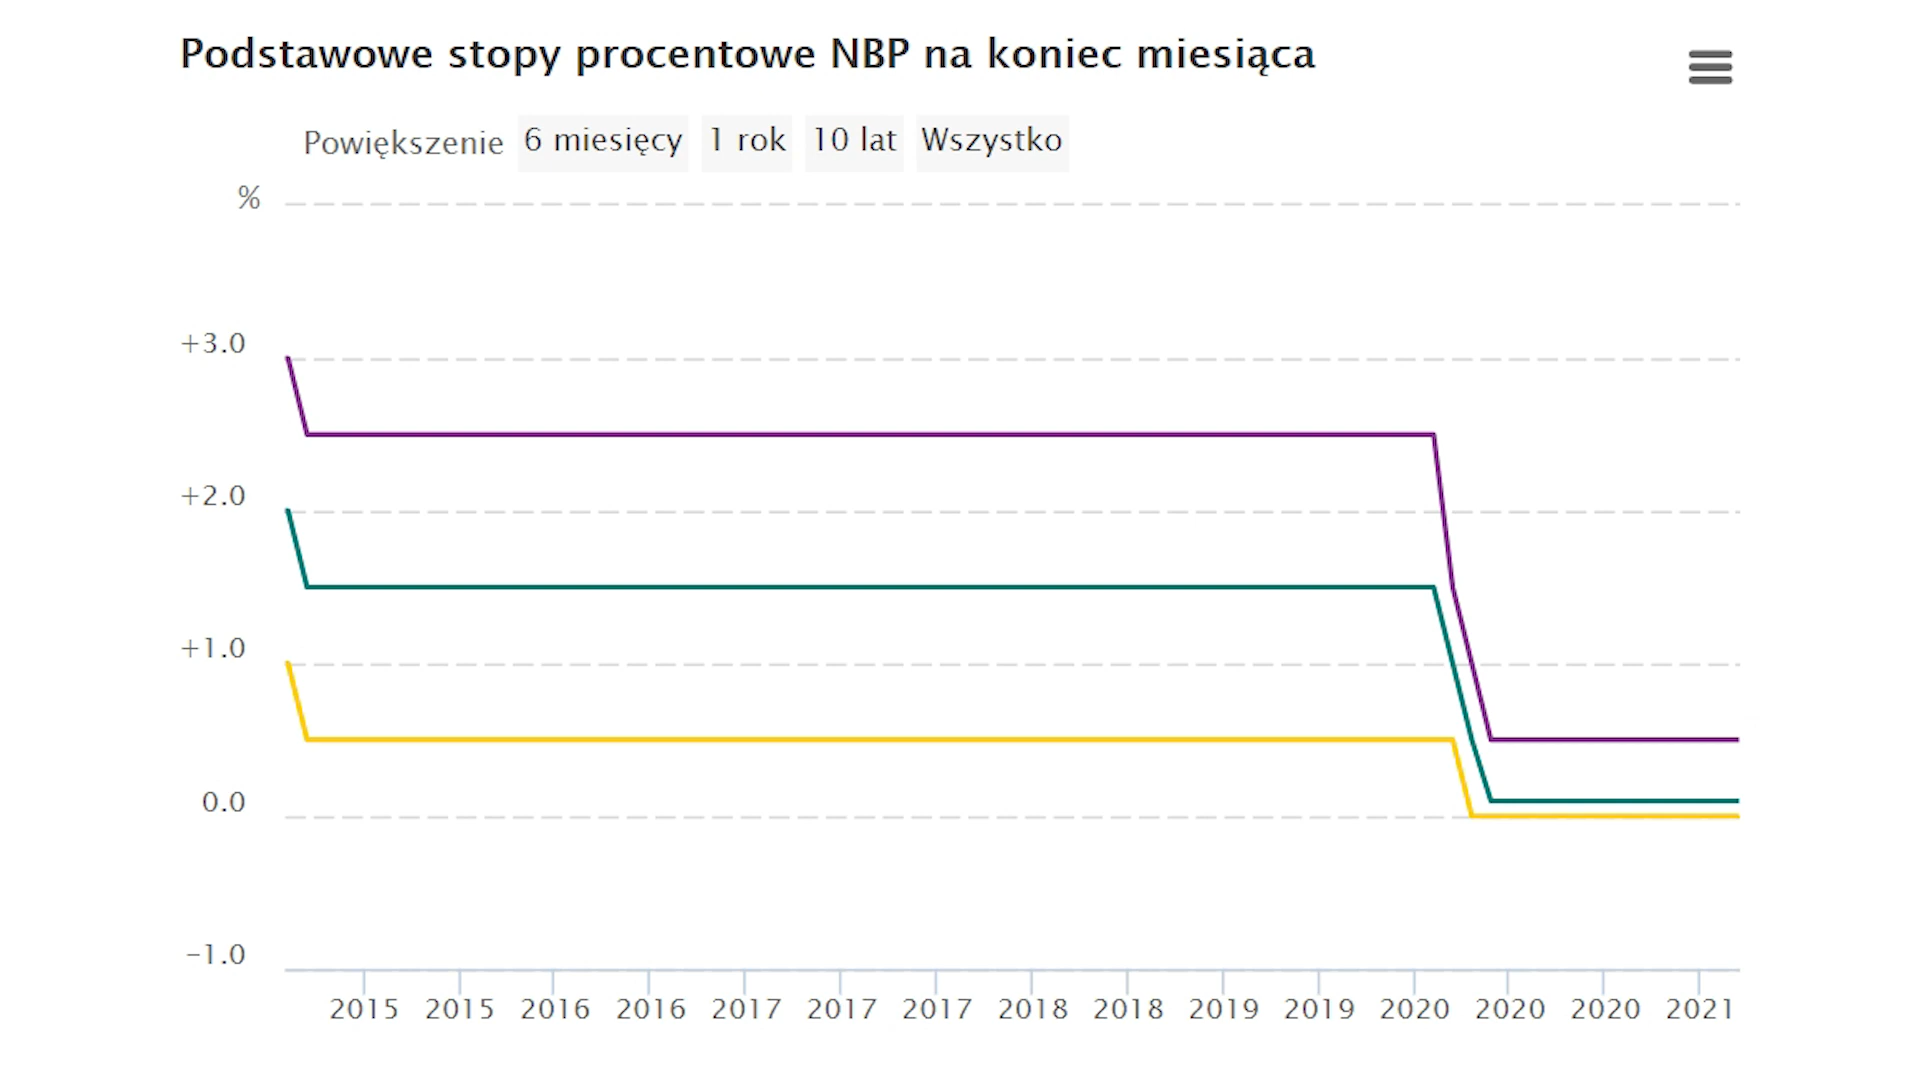 Podstawowe stopy procentowe NBP na koniec miesiąca
Powiększenie 6 miesięcy 1 rok 10 lat Wszystko
%
+3.0
+2.0
+1.0
0.0
-1.0
2015 2015 2016 2016 2017 2017 2017 2018 2018 2019 2019 2020 2020 2020 2021